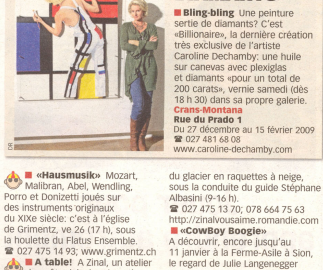 ■ Bling-bling Une peinture
sertie de diamants? C'est
«Billionaire», la dernière création
très exclusive de l'artiste
Caroline Dechamby: une huile
sur canevas avec plexiglas
et diamants «pour un total de
200 carats», vernie samedi (dès
18 h 30) dans sa propre galerie.
Crans-Montana
Rue du Prado 1
Du 27 décembre au 15 février 2009
☎ 027 481 68 08
www.caroline-dechamby.com
DR
■ «Hausmusik» Mozart,
Malibran, Abel, Wendling,
Porro et Donizetti joués sur
des instruments originaux
du XIXe siècle: c'est à l'église
de Grimentz, ve 26 (17 h), sous
la houlette du Flatus Ensemble.
☎ 027 475 14 93; www.grimentz.ch
■ A table! A Zinal, un atelier
du glacier en raquettes à neige,
sous la conduite du guide Stéphane
Albasini (9-16 h).
☎ 027 475 13 70; 078 664 75 63
http://zinalvousaime.romandie.com
■ «CowBoy Boogie»
A découvrir, encore jusqu'au
11 janvier à la Ferme-Asile à Sion,
le regard de Julie Langenegger